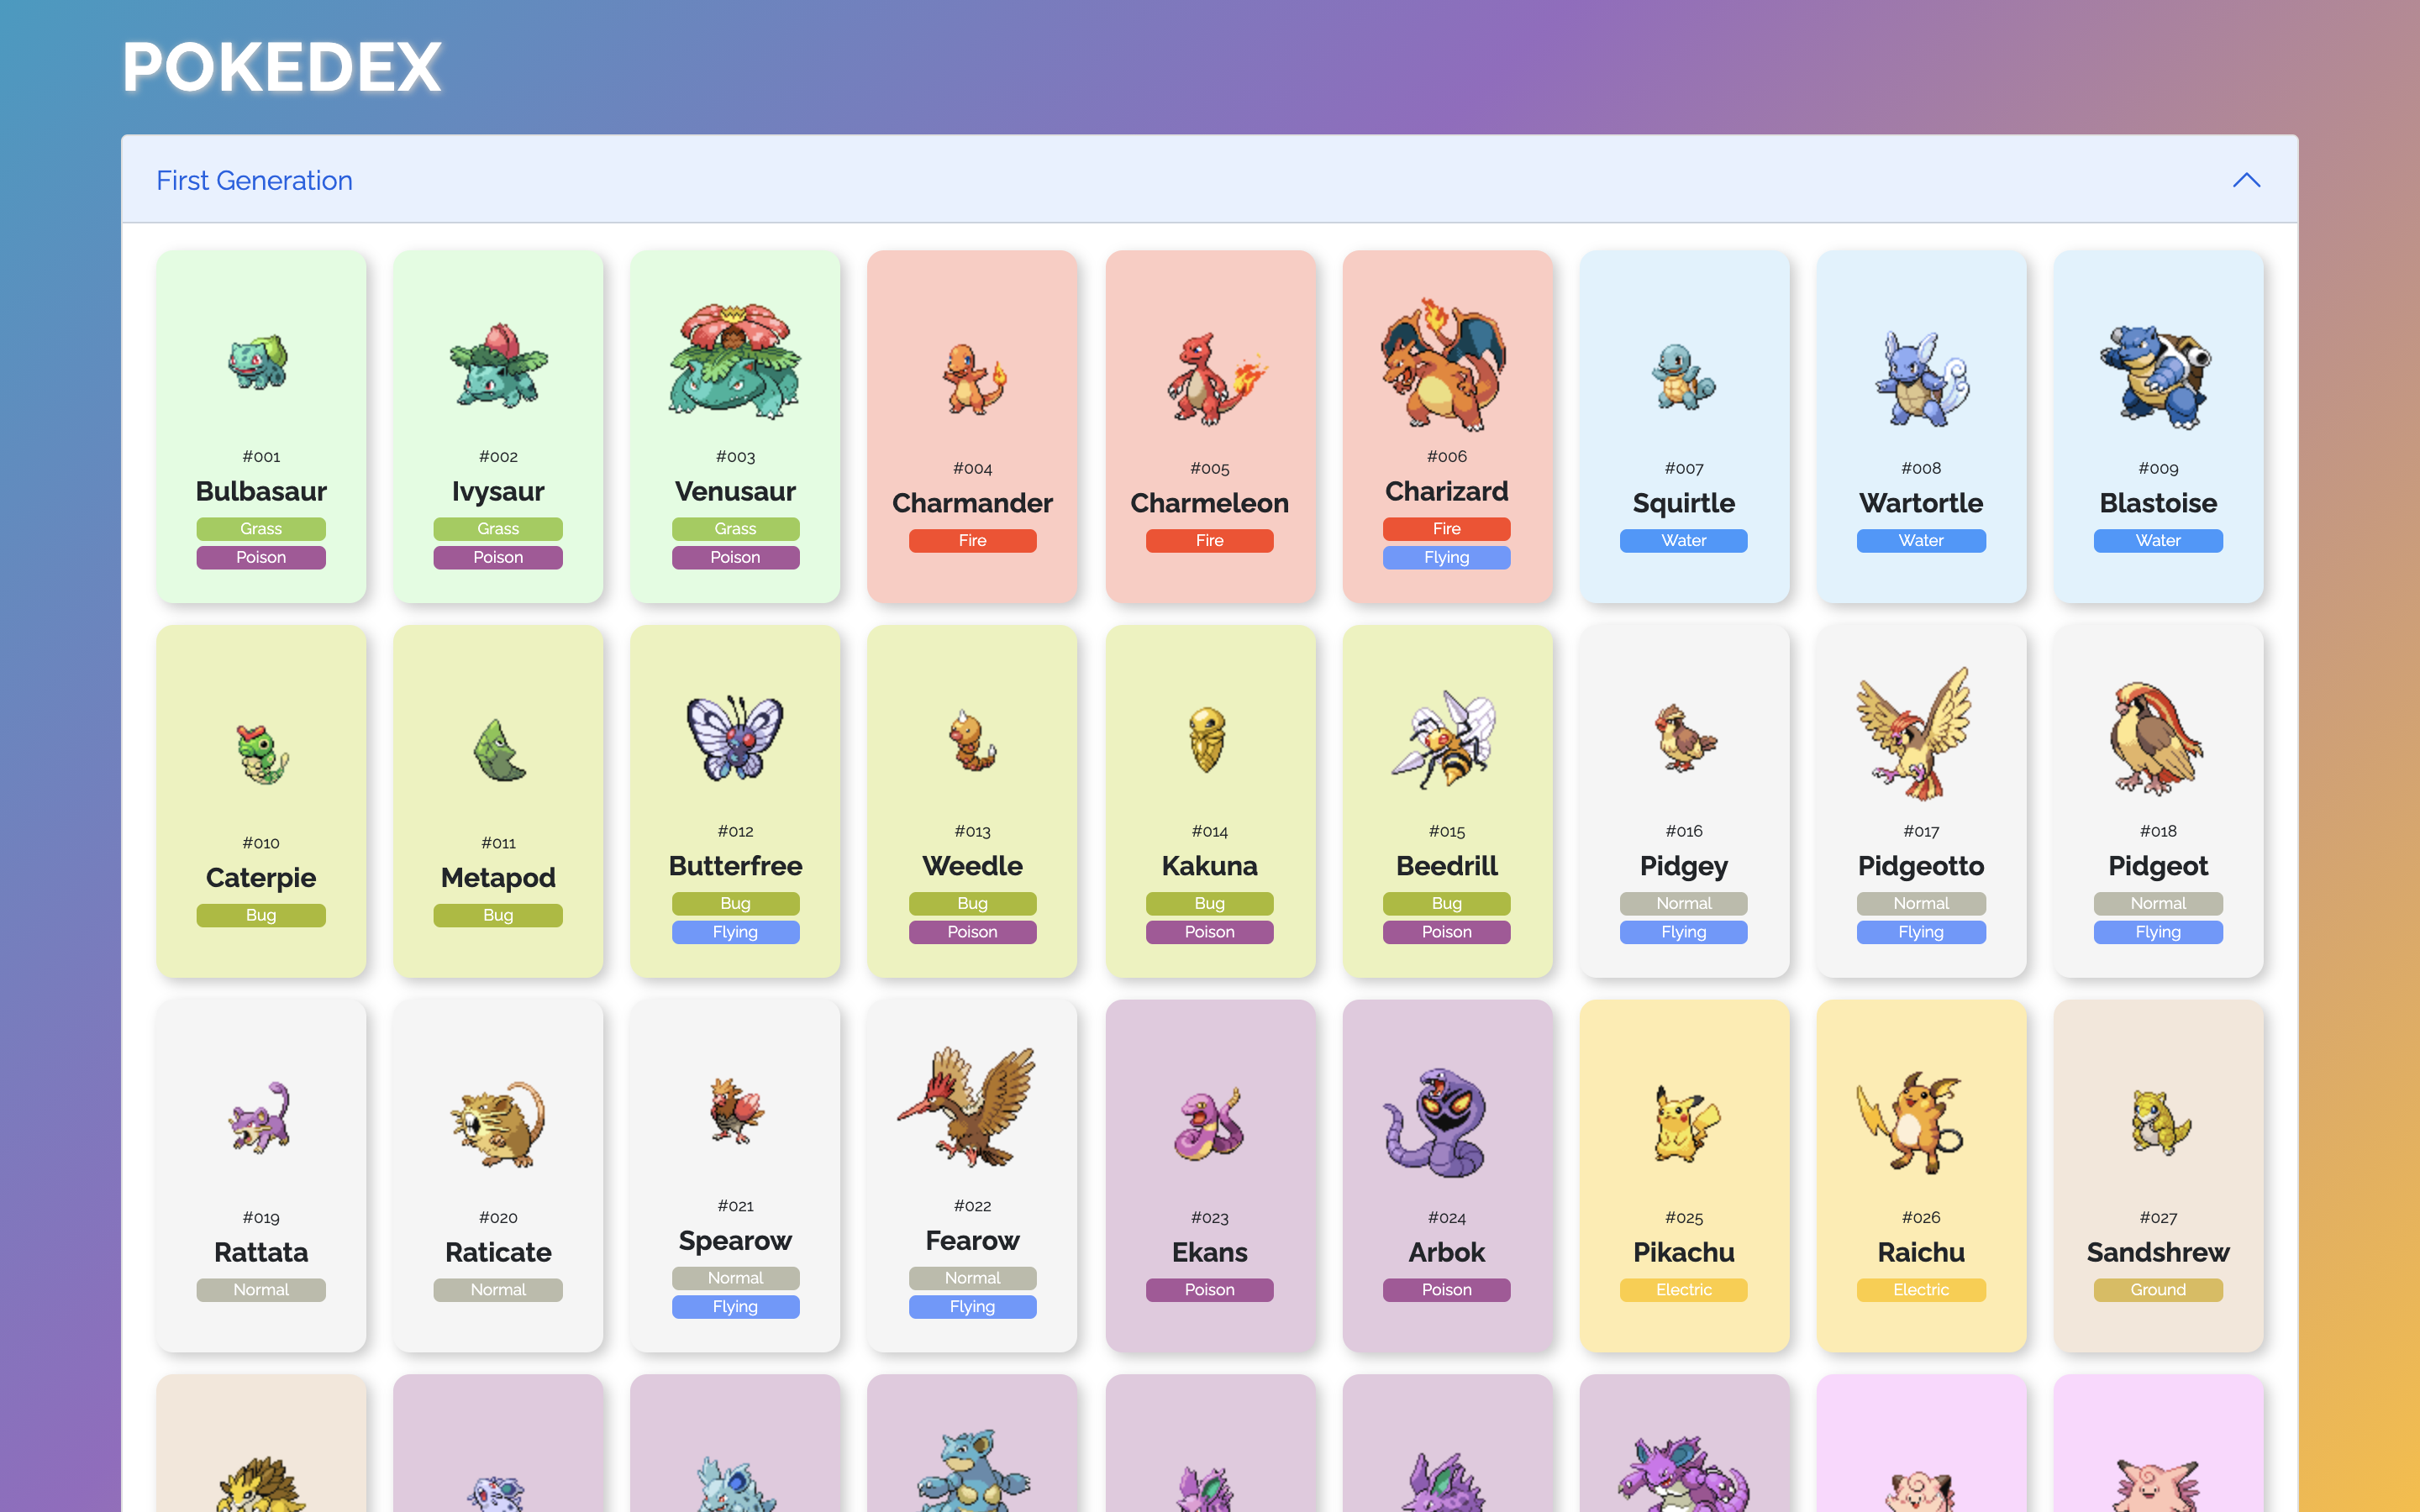 POKEDEX
First Generation
#001
Bulbasaur
Grass
Poison
#002
Ivysaur
Grass
Poison
#003
Venusaur
Grass
Poison
#004
Charmander
Fire
#005
Charmeleon
Fire
#006
Charizard
Fire
Flying
#007
Squirtle
Water
#008
Wartortle
Water
#009
Blastoise
Water
#010
Caterpie
Bug
#011
Metapod
Bug
#012
Butterfree
Bug
Flying
#013
Weedle
Bug
Poison
#014
Kakuna
Bug
Poison
#015
Beedrill
Bug
Poison
#016
Pidgey
Normal
Flying
#017
Pidgeotto
Normal
Flying
#018
Pidgeot
Normal
Flying
#019
Rattata
Normal
#020
Raticate
Normal
#021
Spearow
Normal
Flying
#022
Fearow
Normal
Flying
#023
Ekans
Poison
#024
Arbok
Poison
#025
Pikachu
Electric
#026
Raichu
Electric
#027
Sandshrew
Ground